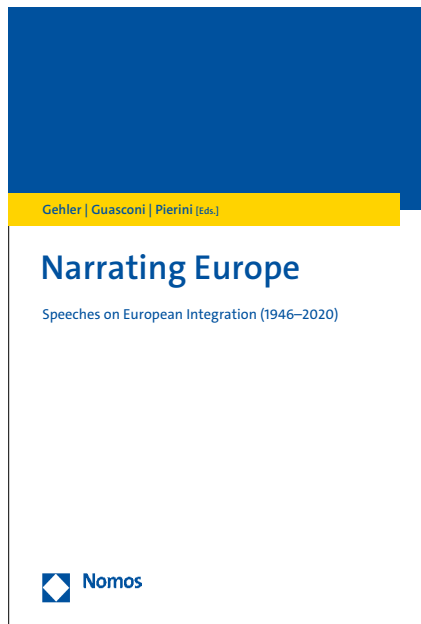 Gehler | Guasconi | Pierini [Eds.]
Narrating Europe
Speeches on European Integration (1946–2020)
Nomos